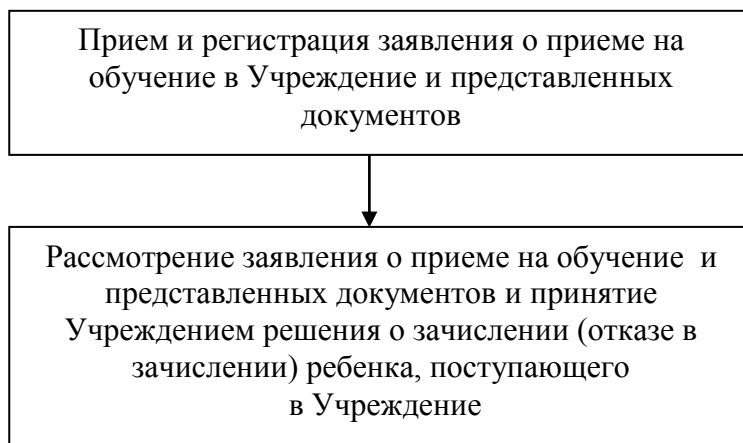 Прием и регистрация заявления о приеме на
обучение в Учреждение и представленных
документов
Рассмотрение заявления о приеме на обучение  и
представленных документов и принятие
Учреждением решения о зачислении (отказе в
зачислении) ребенка, поступающего
в Учреждение